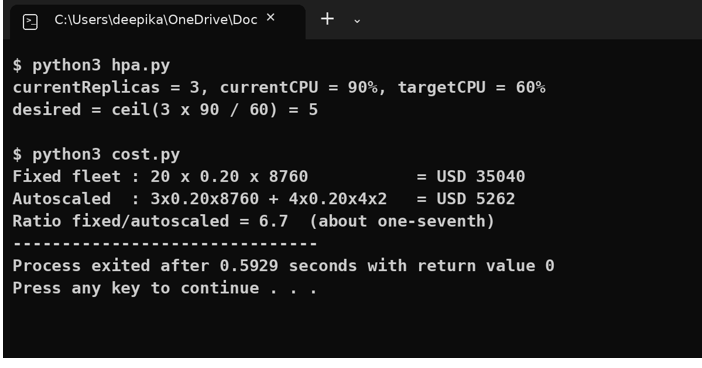 C:\Users\deepika\OneDrive\Doc
$ python3 hpa.py
currentReplicas = 3, currentCPU = 90%, targetCPU = 60%
desired = ceil(3 x 90 / 60) = 5
$ python3 cost.py
Fixed fleet : 20 x 0.20 x 8760           = USD 35040
Autoscaled  : 3x0.20x8760 + 4x0.20x4x2   = USD 5262
Ratio fixed/autoscaled = 6.7  (about one-seventh)
-------------------------------
Process exited after 0.5929 seconds with return value 0
Press any key to continue . . .